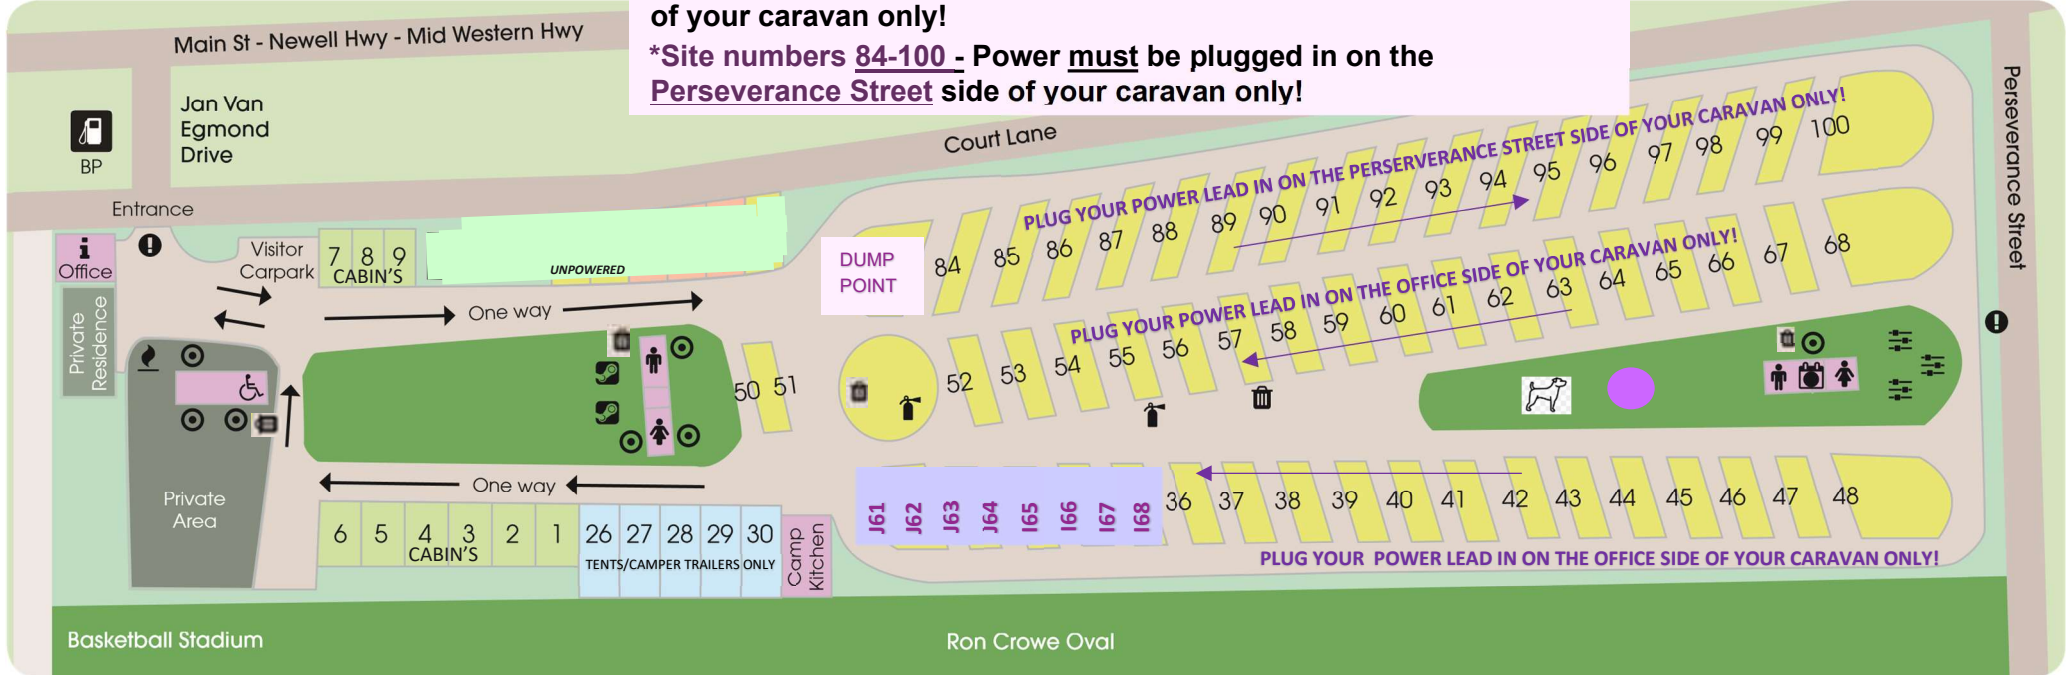 of your caravan only!
*Site numbers 84-100 - Power must be plugged in on the
Perseverance Street side of your caravan only!
Main St - Newell Hwy - Mid Western Hwy
Jan Van
Egmond
Drive
BP
Court Lane
Perseverance Street
Entrance
i
Office
Visitor
Carpark
7 8 9
CABIN'S
UNPOWERED
Private
Residence
One way
DUMP
POINT
PLUG YOUR POWER LEAD IN ON THE PERSERVERANCE STREET SIDE OF YOUR CARAVAN ONLY!
84 85 86 87 88 89 90 91 92 93 94 95 96 97 98 99 100
PLUG YOUR POWER LEAD IN ON THE OFFICE SIDE OF YOUR CARAVAN ONLY!
50 51 52 53 54 55 56 57 58 59 60 61 62 63 64 65 66 67 68
Private
Area
One way
6 5 4 3 2 1
CABIN'S
26 27 28 29 30
TENTS/CAMPER TRAILERS ONLY
Camp
Kitchen
J61 J62 J63 J64 I65 I66 I67 I68 36 37 38 39 40 41 42 43 44 45 46 47 48
PLUG YOUR POWER LEAD IN ON THE OFFICE SIDE OF YOUR CARAVAN ONLY!
Basketball Stadium
Ron Crowe Oval